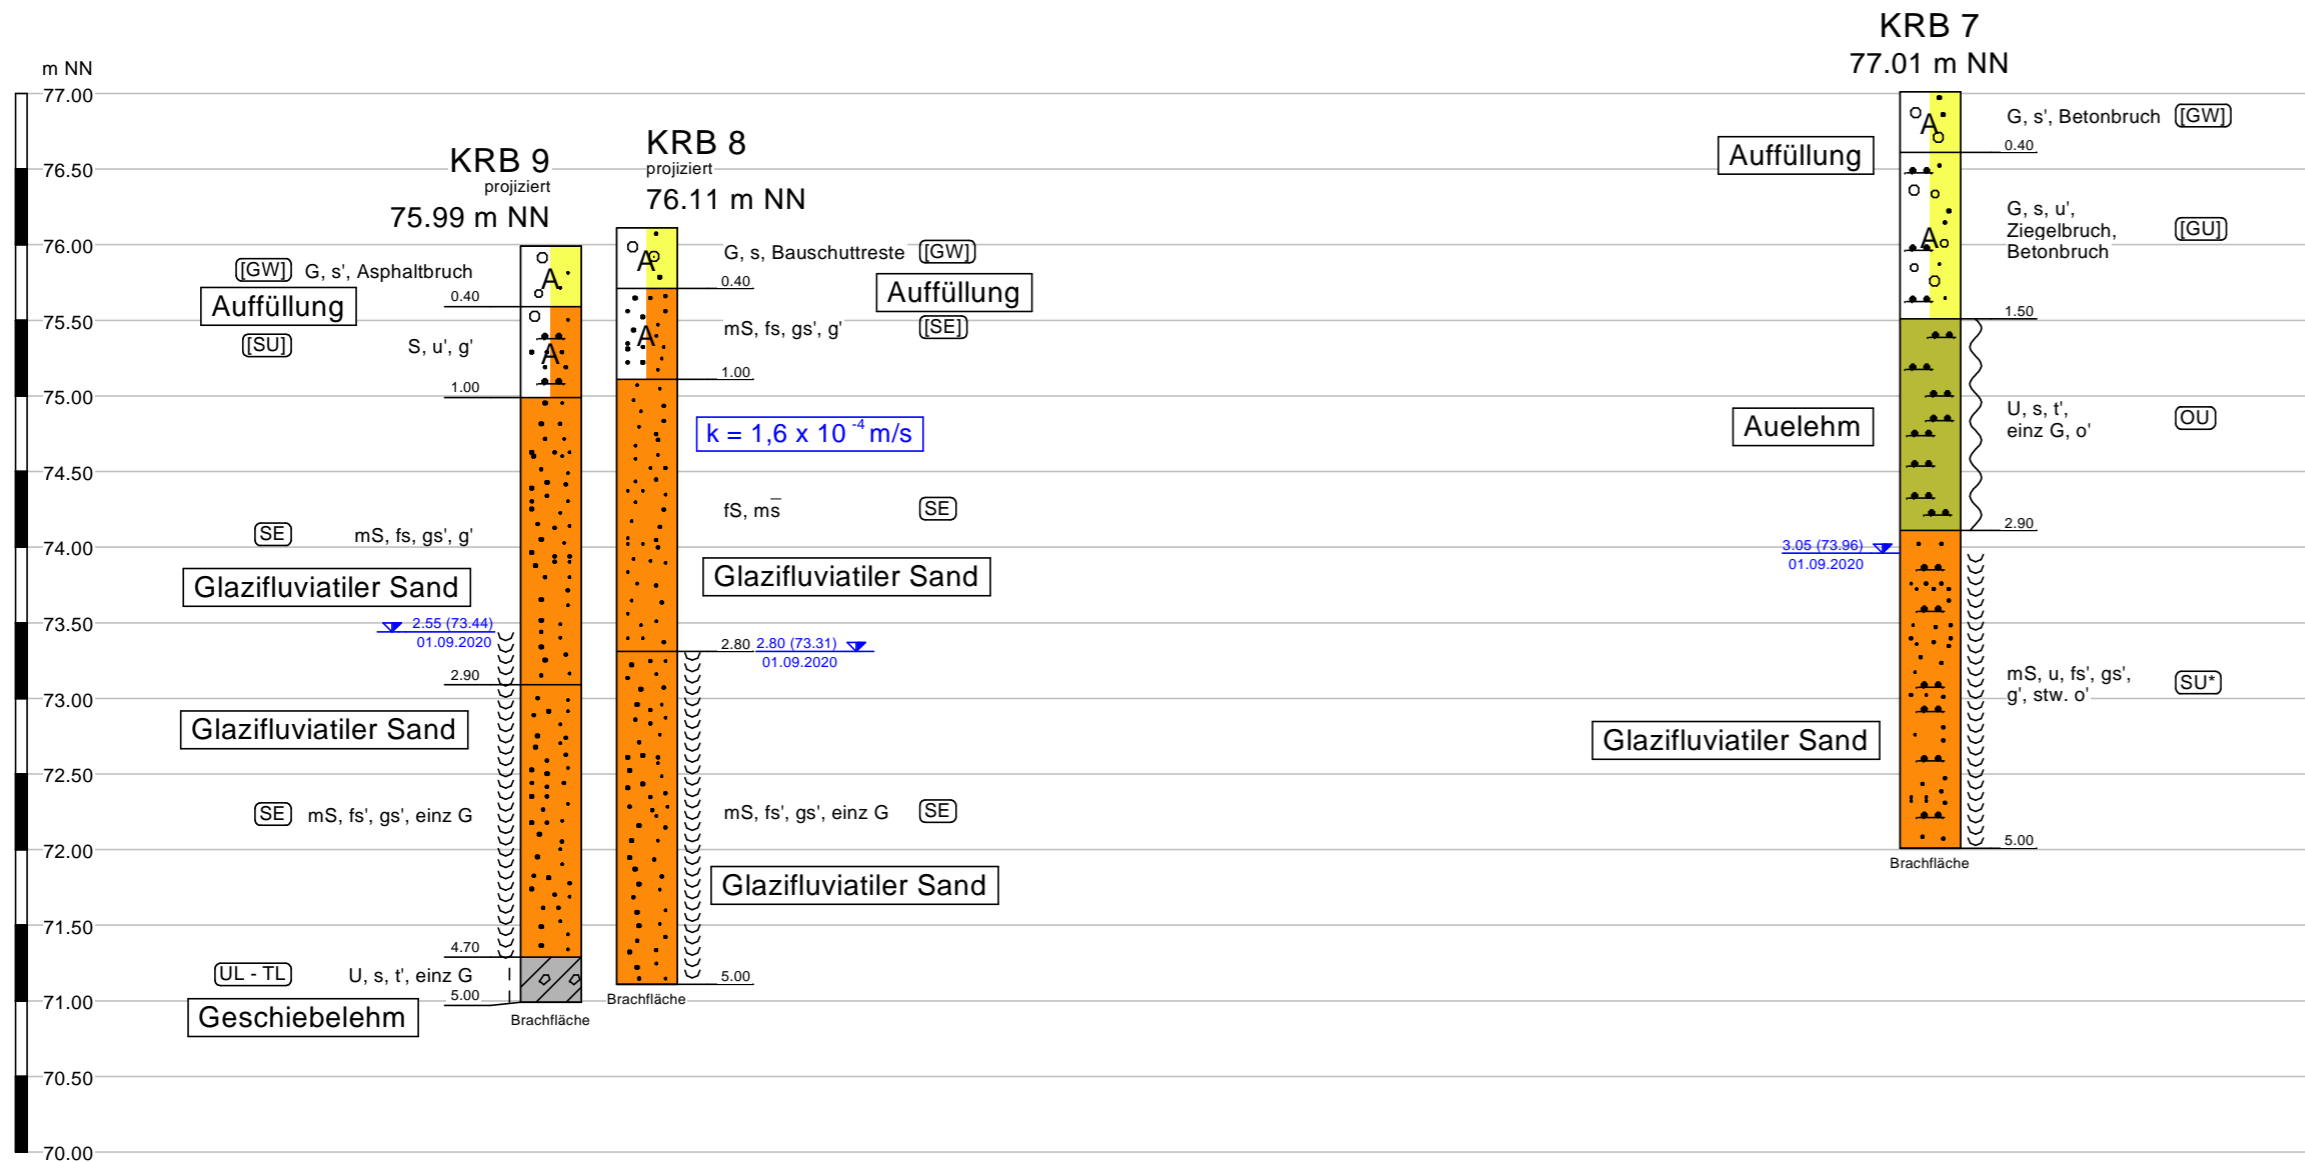 m NN
77.00
76.50
76.00
75.50
75.00
74.50
74.00
73.50
73.00
72.50
72.00
71.50
71.00
70.50
70.00
KRB 9
projiziert
75.99 m NN
[GW] G, s', Asphaltbruch
0.40
Auffüllung
[SU] S, u', g'
1.00
SE mS, fs, gs', g'
Glazifluviatiler Sand
2.55 (73.44)
01.09.2020
2.90
Glazifluviatiler Sand
SE mS, fs', gs', einz G
4.70
UL - TL U, s, t', einz G
5.00
Geschiebelehm
Brachfläche
A
A
KRB 8
projiziert
76.11 m NN
A
A
G, s, Bauschuttreste [GW]
0.40
Auffüllung
mS, fs, gs', g' [SE]
1.00
k = 1,6 x 10 -4 m/s
fS, ms̅ SE
Glazifluviatiler Sand
2.80 2.80 (73.31)
01.09.2020
mS, fs', gs', einz G SE
Glazifluviatiler Sand
5.00
Brachfläche
KRB 7
77.01 m NN
A
A
G, s', Betonbruch [GW]
0.40
Auffüllung
G, s, u',
Ziegelbruch, [GU]
Betonbruch
1.50
Auelehm
U, s, t', OU
einz G, o'
2.90
3.05 (73.96)
01.09.2020
mS, u, fs', gs', SU*
g', stw. o'
Glazifluviatiler Sand
5.00
Brachfläche